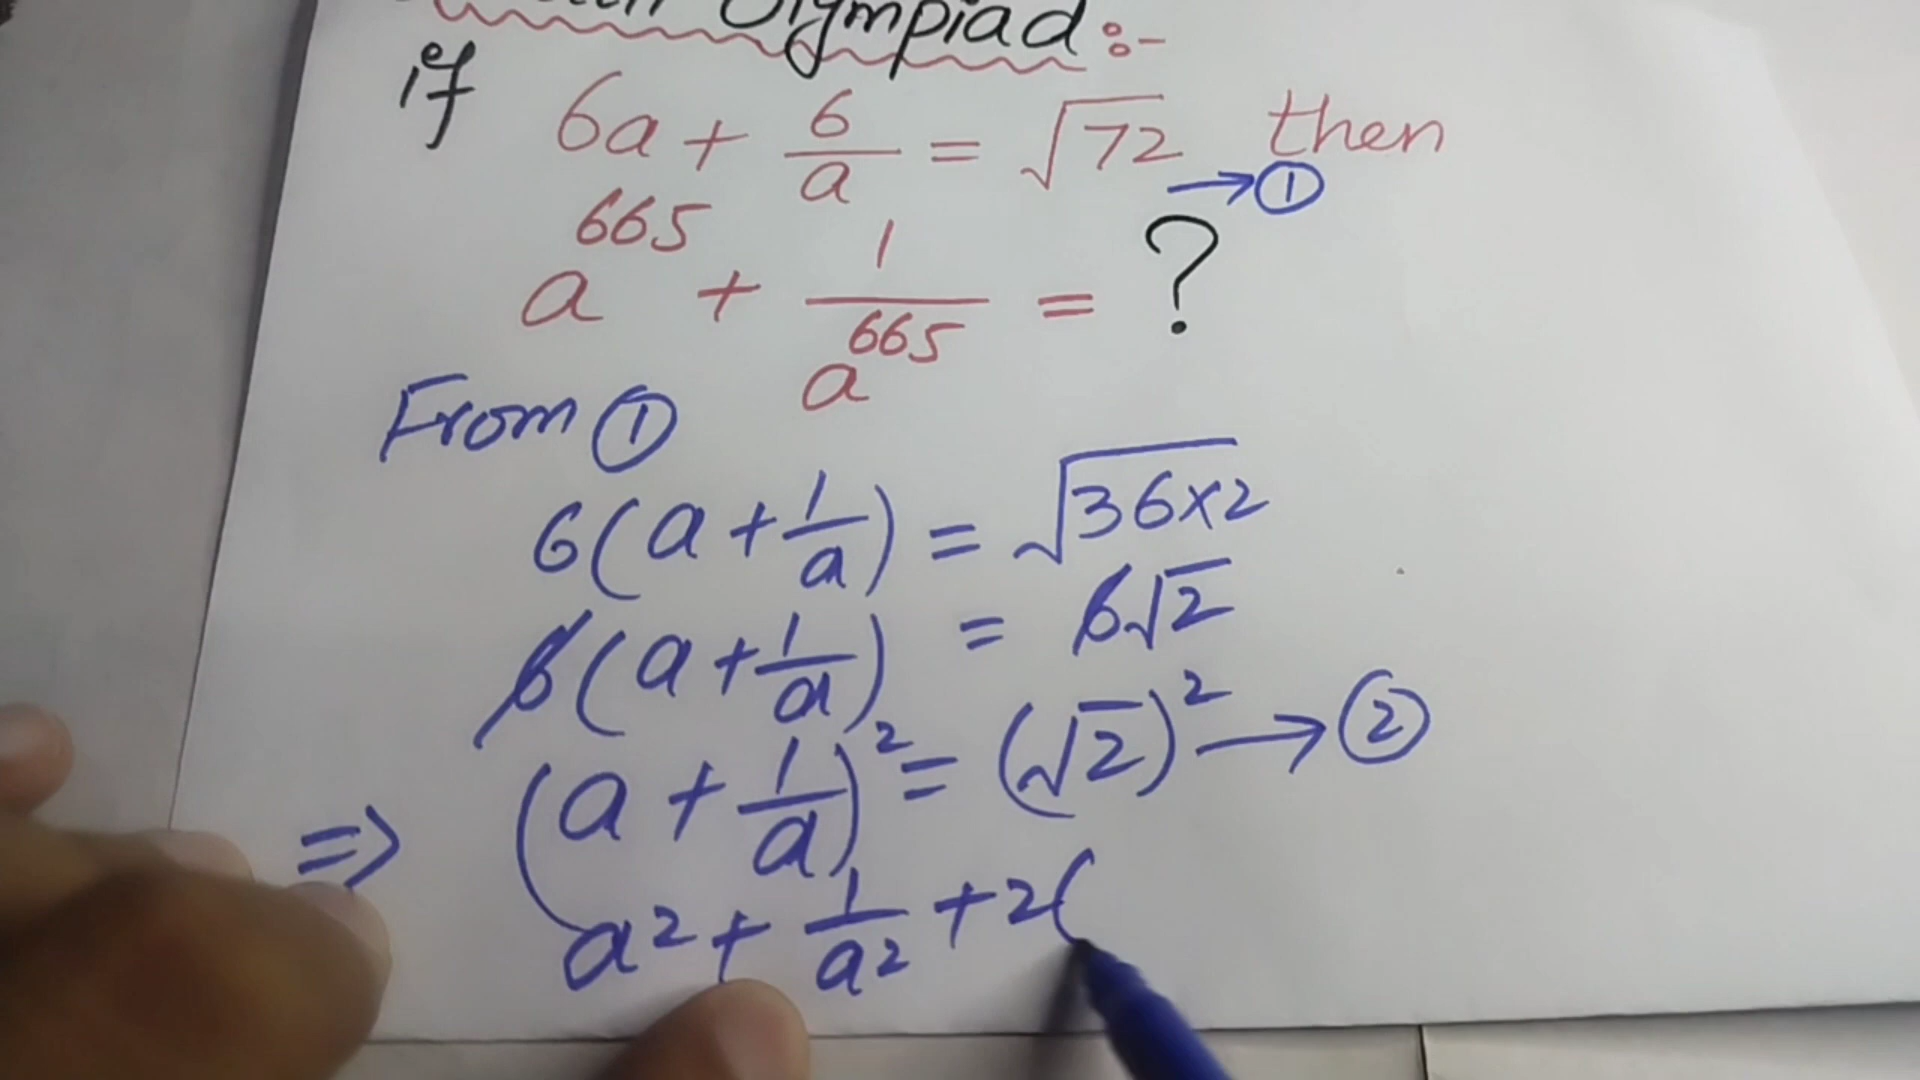 Olympiad :-
if 6a + 6/a = √72 then
→ ①
a^665 + 1/a^665 = ?
From ①
6(a + 1/a) = √36×2
6(a + 1/a) = 6√2
⇒ (a + 1/a)² = (√2)² → ②
a² + 1/a² + 2(